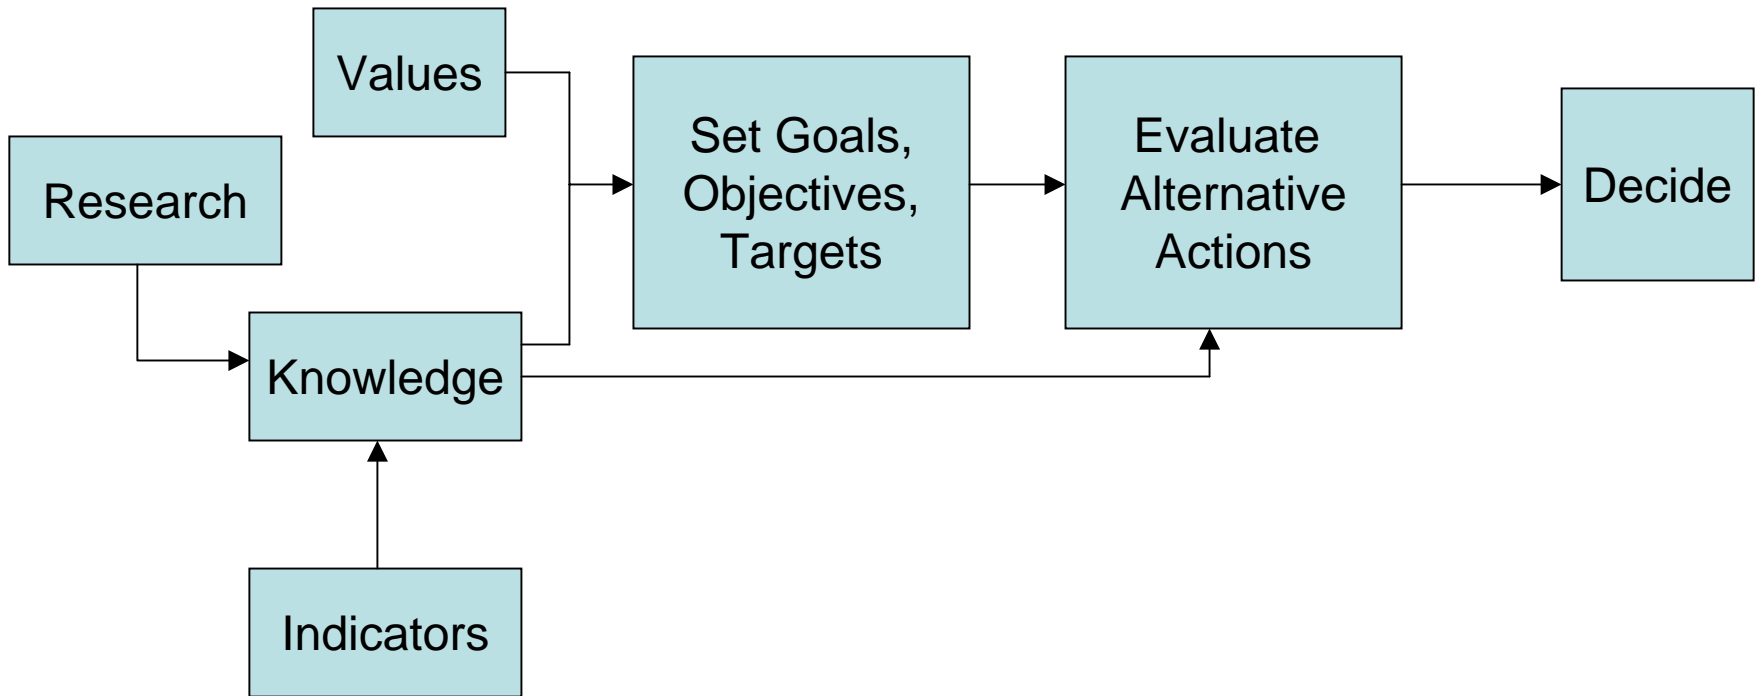 Values
Research
Knowledge
Indicators
Set Goals,
Objectives,
Targets
Evaluate
Alternative
Actions
Decide